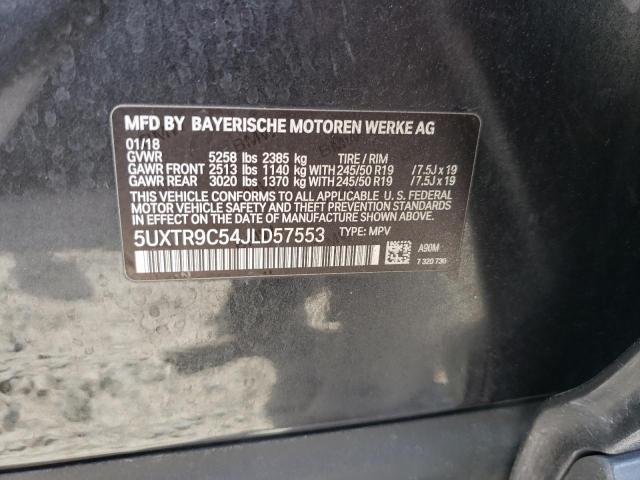 MFD BY BAYERISCHE MOTOREN WERKE AG
01/18
GVWR 5258 lbs 2385 kg TIRE / RIM
GAWR FRONT 2513 lbs 1140 kg WITH 245/50 R19 /7.5J x 19
GAWR REAR 3020 lbs 1370 kg WITH 245/50 R19 /7.5J x 19
THIS VEHICLE CONFORMS TO ALL APPLICABLE U. S. FEDERAL
MOTOR VEHICLE SAFETY AND THEFT PREVENTION STANDARDS
IN EFFECT ON THE DATE OF MANUFACTURE SHOWN ABOVE.
5UXTR9C54JLD57553 TYPE: MPV
A90M
7 320 736